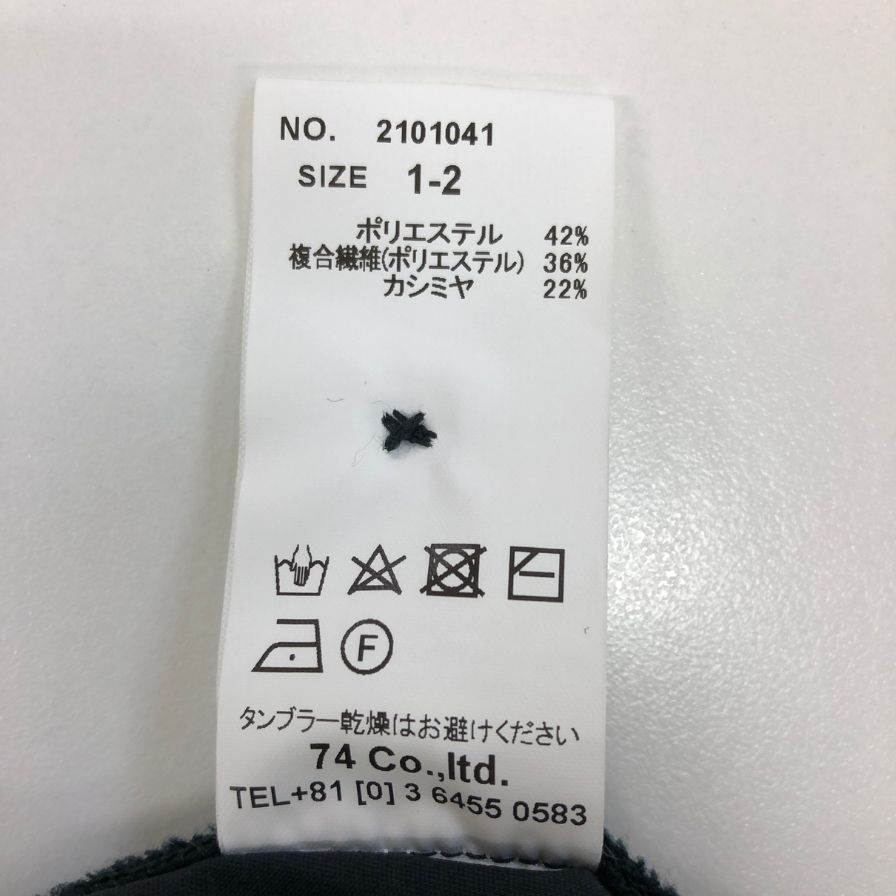 NO. 2101041
SIZE 1-2
ポリエステル 42%
複合繊維(ポリエステル) 36%
カシミヤ 22%
F
タンブラー乾燥はお避けください
74 Co.,ltd.
TEL+81 [0] 3 6455 0583